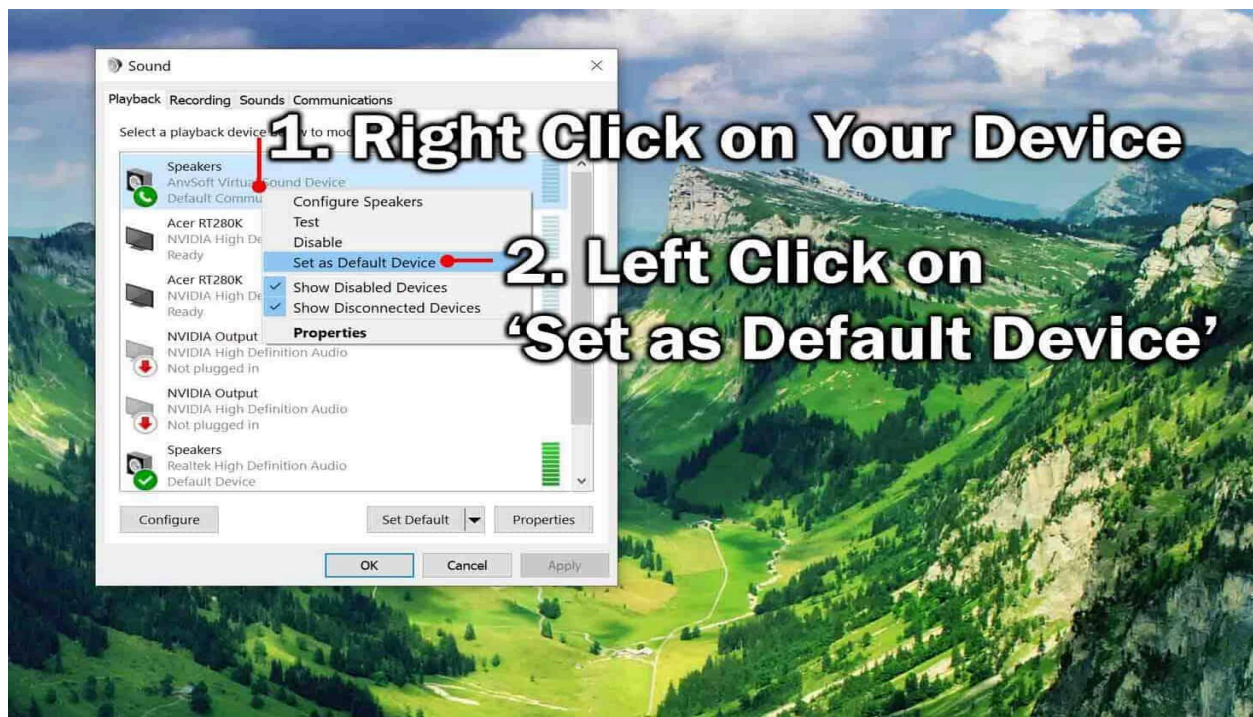 Sound
Playback Recording Sounds Communications
Select a playback device to mo
1. Right Click on Your Device
Speakers
AnvSoft Virtual Sound Device
Default Commu
Configure Speakers
Acer RT280K
Test
NVIDIA High De
Disable
Ready
Set as Default Device
2. Left Click on
'Set as Default Device'
Acer RT280K
Show Disabled Devices
NVIDIA High De
Show Disconnected Devices
Ready
Properties
NVIDIA Output
NVIDIA High Definition Audio
Not plugged in
NVIDIA Output
NVIDIA High Definition Audio
Not plugged in
Speakers
Realtek High Definition Audio
Default Device
Configure Set Default Properties
OK Cancel Apply